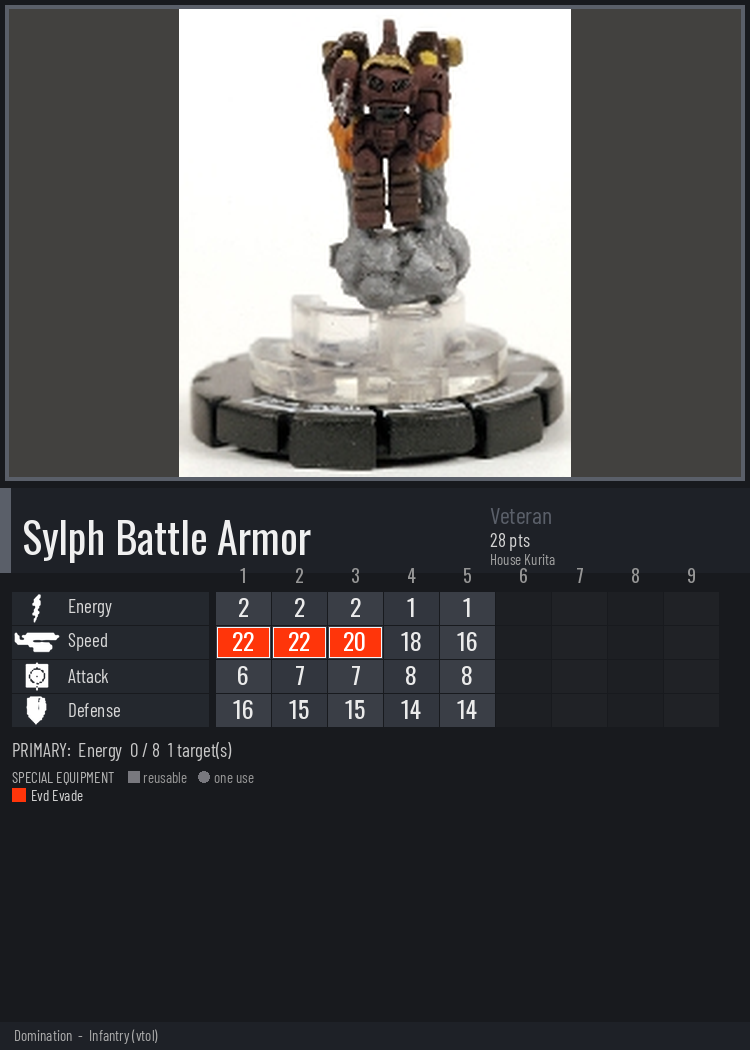 Sylph Battle Armor
Veteran
28 pts
House Kurita
1 2 3 4 5 6 7 8 9
Energy 2 2 2 1 1
Speed 22 22 20 18 16
Attack 6 7 7 8 8
Defense 16 15 15 14 14
PRIMARY: Energy 0 / 8 1 target(s)
SPECIAL EQUIPMENT reusable one use
Evd Evade
Domination - Infantry (vtol)